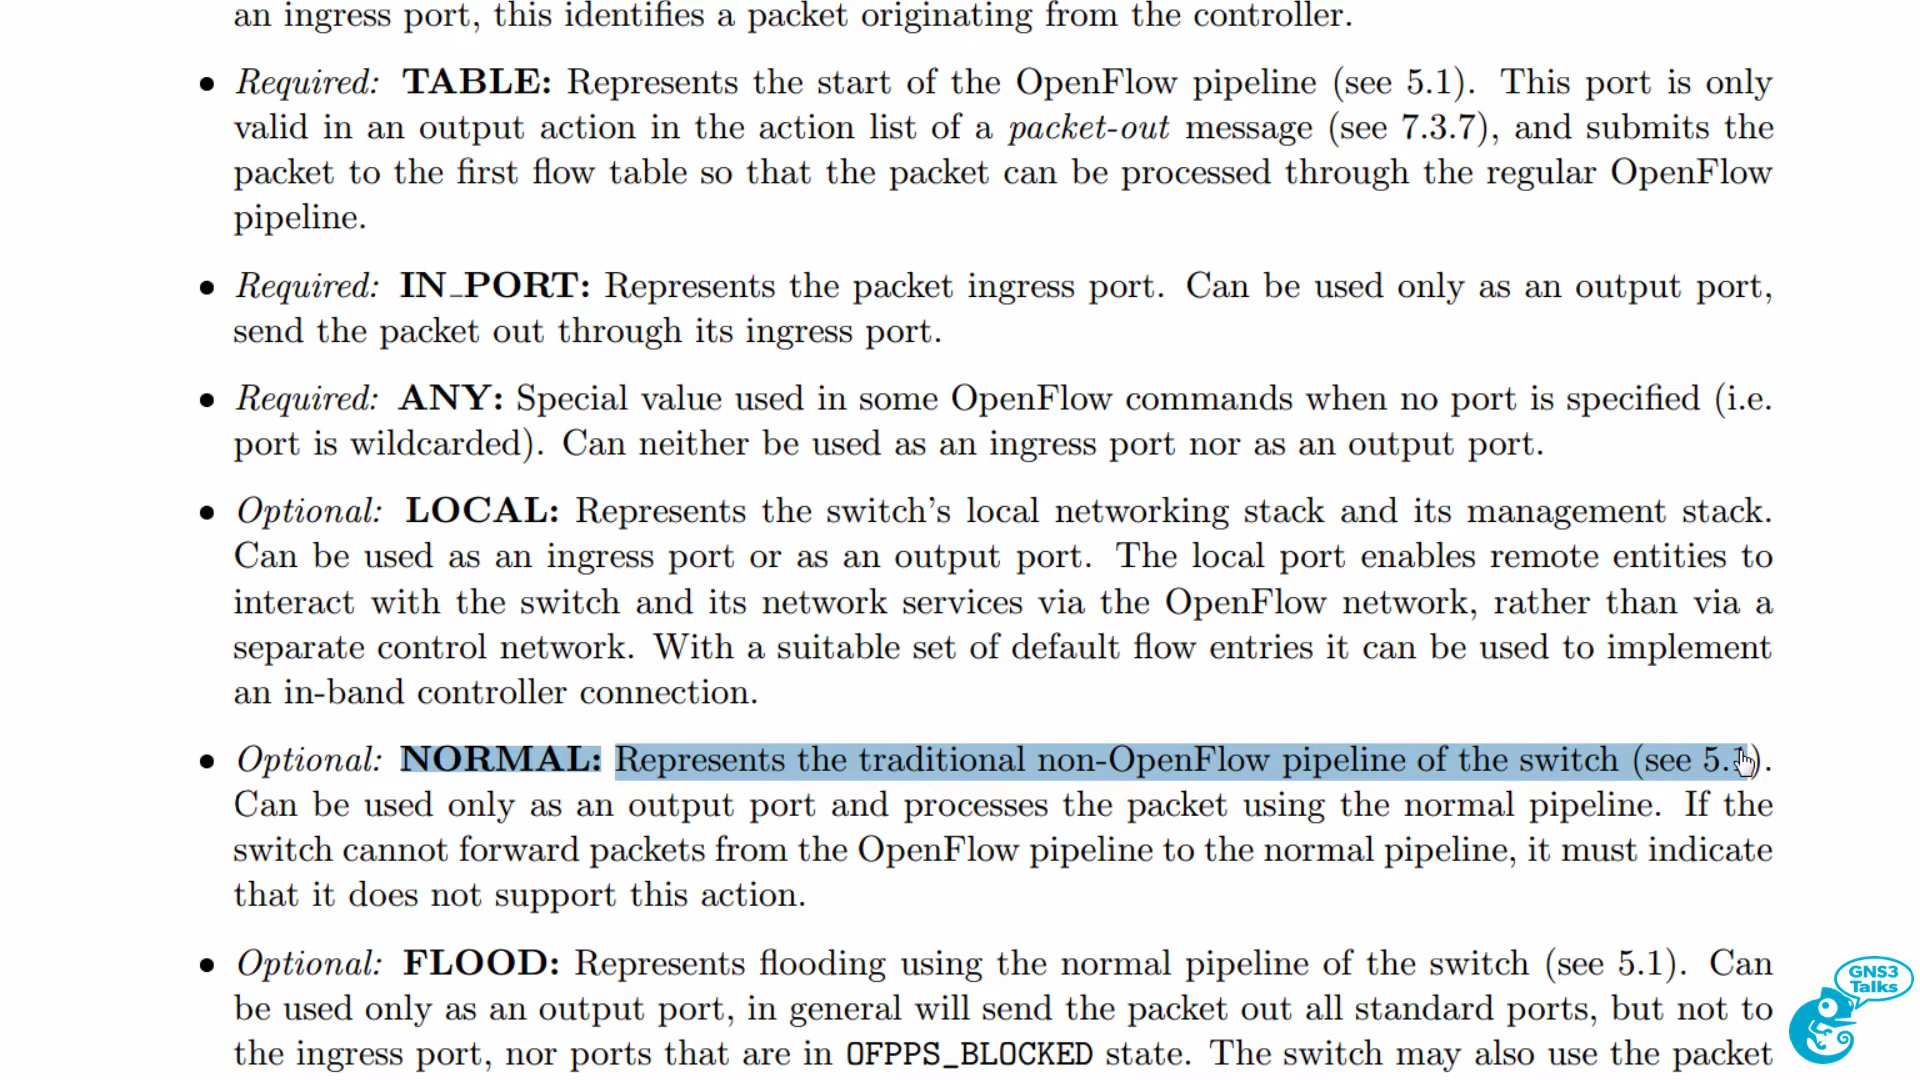 an ingress port, this identifies a packet originating from the controller.
• Required: TABLE: Represents the start of the OpenFlow pipeline (see 5.1). This port is only
valid in an output action in the action list of a packet-out message (see 7.3.7), and submits the
packet to the first flow table so that the packet can be processed through the regular OpenFlow
pipeline.
• Required: IN_PORT: Represents the packet ingress port. Can be used only as an output port,
send the packet out through its ingress port.
• Required: ANY: Special value used in some OpenFlow commands when no port is specified (i.e.
port is wildcarded). Can neither be used as an ingress port nor as an output port.
• Optional: LOCAL: Represents the switch's local networking stack and its management stack.
Can be used as an ingress port or as an output port. The local port enables remote entities to
interact with the switch and its network services via the OpenFlow network, rather than via a
separate control network. With a suitable set of default flow entries it can be used to implement
an in-band controller connection.
• Optional: NORMAL: Represents the traditional non-OpenFlow pipeline of the switch (see 5.1).
Can be used only as an output port and processes the packet using the normal pipeline. If the
switch cannot forward packets from the OpenFlow pipeline to the normal pipeline, it must indicate
that it does not support this action.
• Optional: FLOOD: Represents flooding using the normal pipeline of the switch (see 5.1). Can
be used only as an output port, in general will send the packet out all standard ports, but not to
the ingress port, nor ports that are in OFPPS_BLOCKED state. The switch may also use the packet
GNS3
Talks